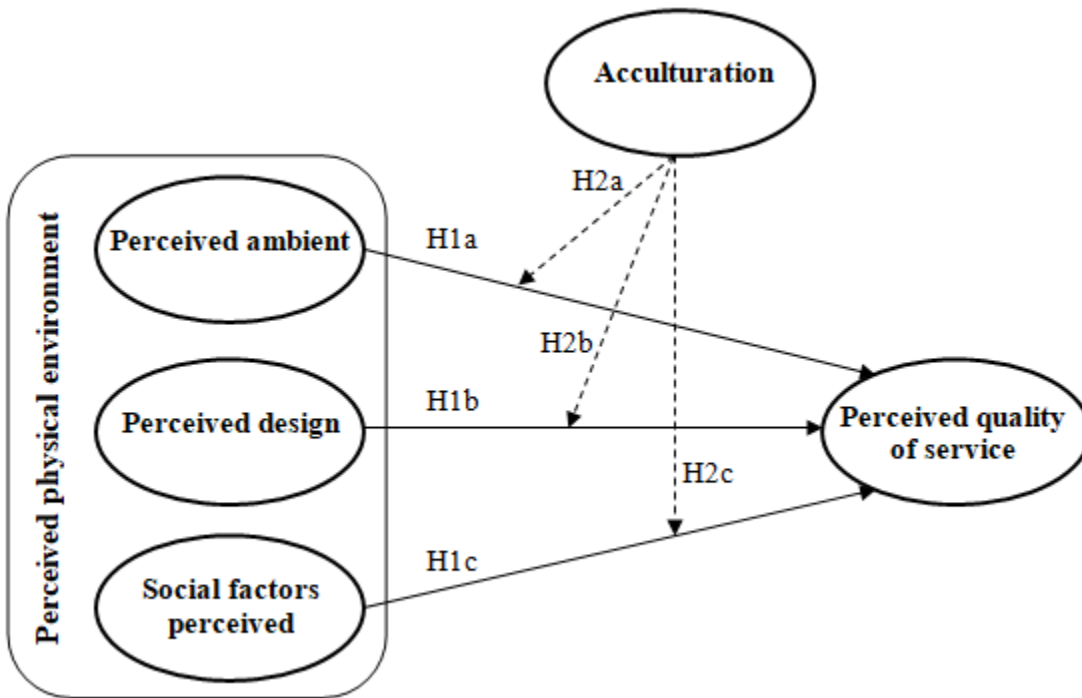 Acculturation
H2a
Perceived physical environment
Perceived ambient
H1a
H2b
Perceived design
H1b
Perceived quality
of service
H2c
H1c
Social factors
perceived